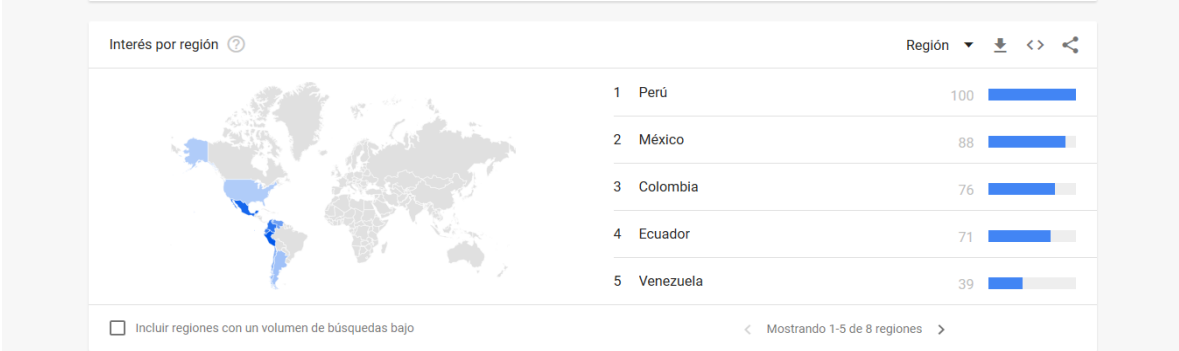 Interés por región
Región
1 Perú 100
2 México 88
3 Colombia 76
4 Ecuador 71
5 Venezuela 39
Incluir regiones con un volumen de búsquedas bajo
Mostrando 1-5 de 8 regiones